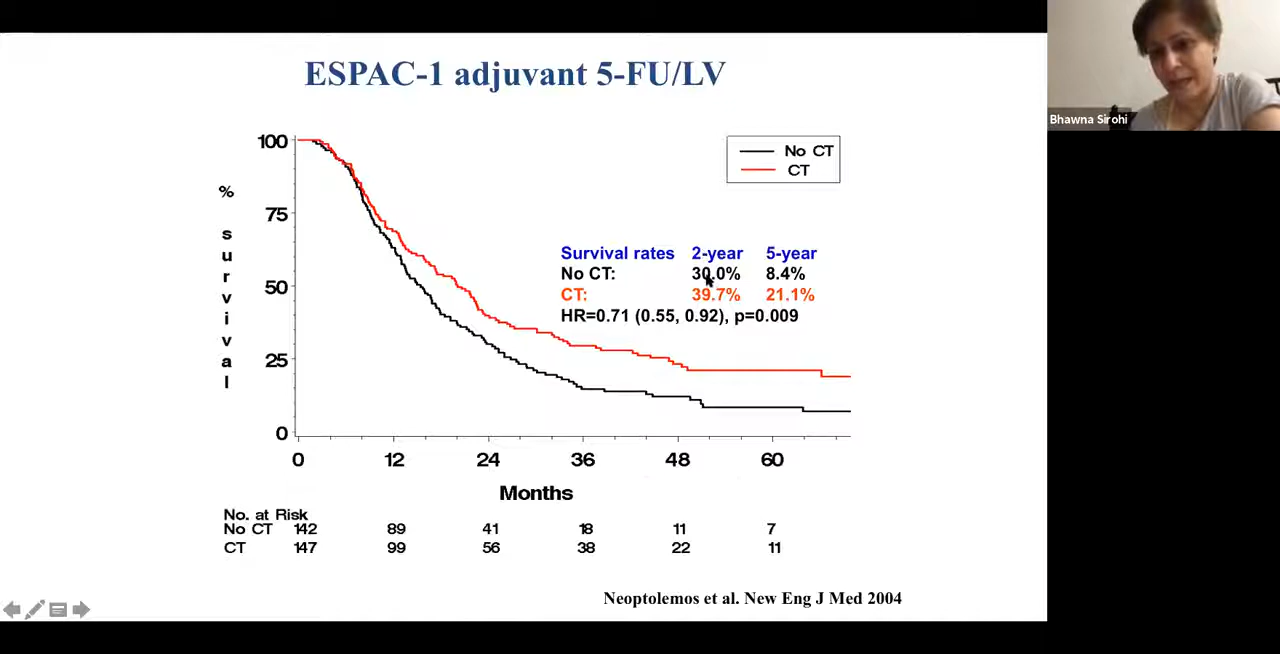 ESPAC-1 adjuvant 5-FU/LV
Bhawna Sirohi
100
75
50
25
0
% survival
No CT
CT
Survival rates 2-year 5-year
No CT: 30.0% 8.4%
CT: 39.7% 21.1%
HR=0.71 (0.55, 0.92), p=0.009
0 12 24 36 48 60
Months
No. at Risk
No CT 142 89 41 18 11 7
CT 147 99 56 38 22 11
Neoptolemos et al. New Eng J Med 2004